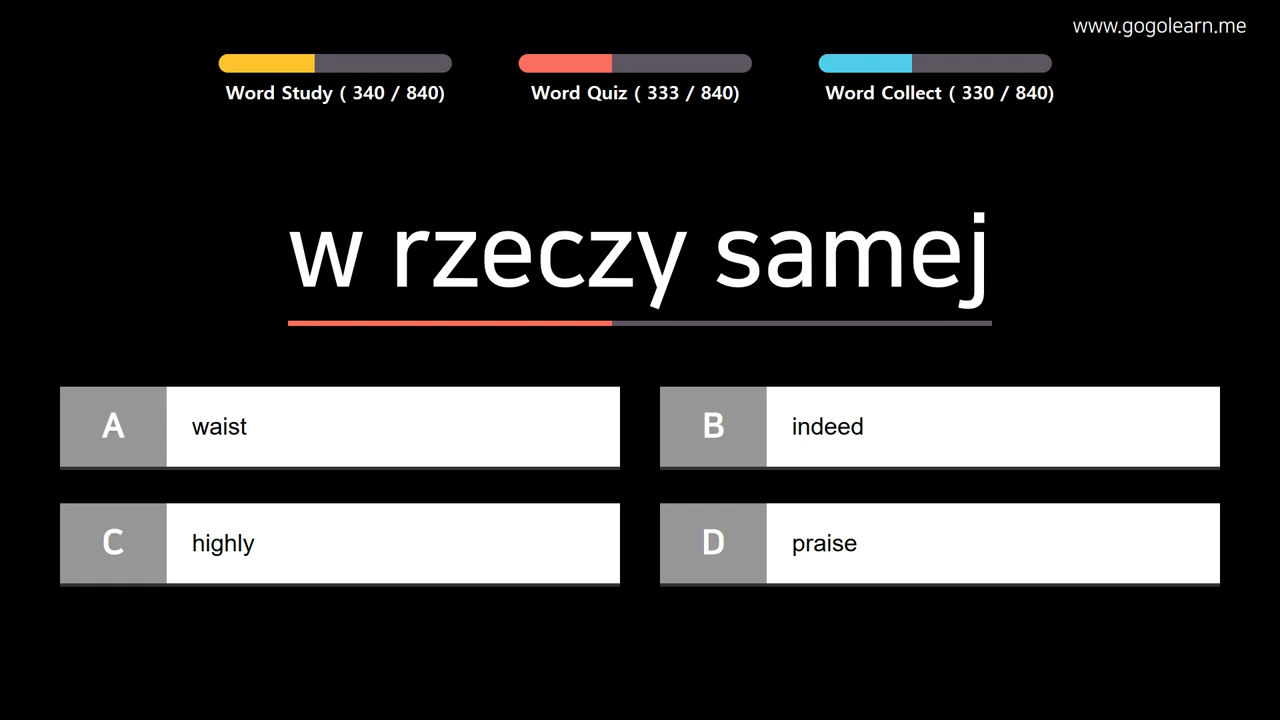 www.gogolearn.me
Word Study ( 340 / 840)
Word Quiz ( 333 / 840)
Word Collect ( 330 / 840)
w rzeczy samej
A waist
B indeed
C highly
D praise